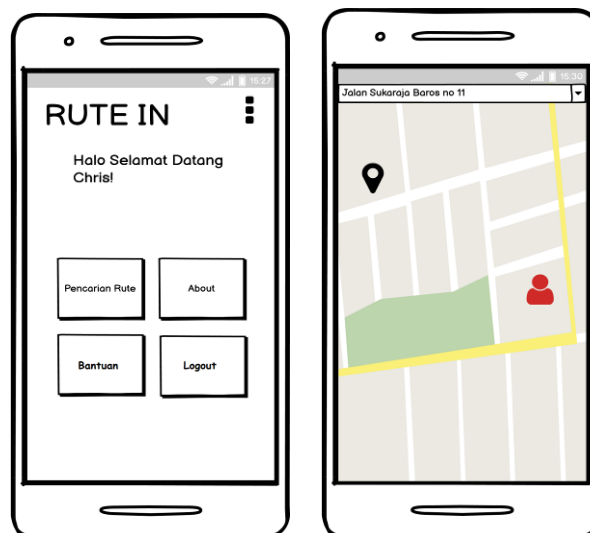 15:27
RUTE IN
Halo Selamat Datang
Chris!
Pencarian Rute
About
Bantuan
Logout
15:30
Jalan Sukaraja Baros no 11